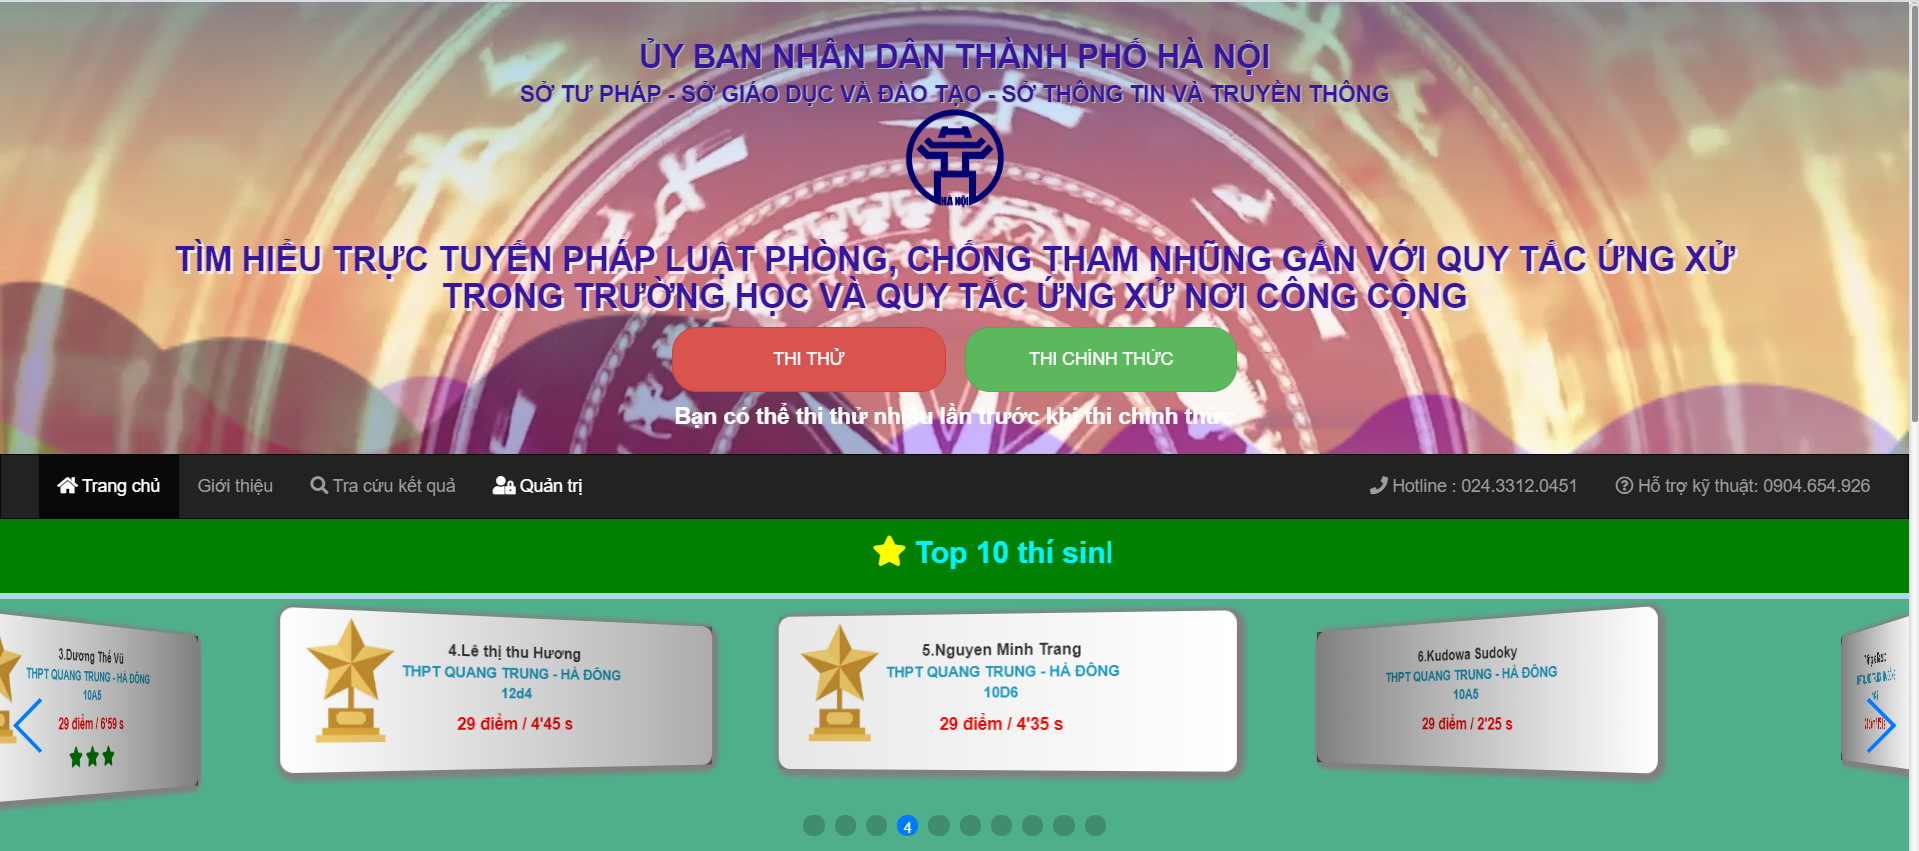 ỦY BAN NHÂN DÂN THÀNH PHỐ HÀ NỘI
SỞ TƯ PHÁP - SỞ GIÁO DỤC VÀ ĐÀO TẠO - SỞ THÔNG TIN VÀ TRUYỀN THÔNG
HÀ NỘI
TÌM HIỂU TRỰC TUYẾN PHÁP LUẬT PHÒNG, CHỐNG THAM NHŨNG GẮN VỚI QUY TẮC ỨNG XỬ
TRONG TRƯỜNG HỌC VÀ QUY TẮC ỨNG XỬ NƠI CÔNG CỘNG
THI THỬ
THI CHÍNH THỨC
Bạn có thể thi thử nhiều lần trước khi thi chính thức
Trang chủ
Giới thiệu
Tra cứu kết quả
Quản trị
Hotline : 024.3312.0451
Hỗ trợ kỹ thuật: 0904.654.926
Top 10 thí sin
3.Dương Thế Vũ
THPT QUANG TRUNG - HÀ ĐÔNG
10A5
29 điểm / 6'59 s
4.Lê thị thu Hương
THPT QUANG TRUNG - HÀ ĐÔNG
12d4
29 điểm / 4'45 s
5.Nguyen Minh Trang
THPT QUANG TRUNG - HÀ ĐÔNG
10D6
29 điểm / 4'35 s
6.Kudowa Sudoky
THPT QUANG TRUNG - HÀ ĐÔNG
10A5
29 điểm / 2'25 s
4